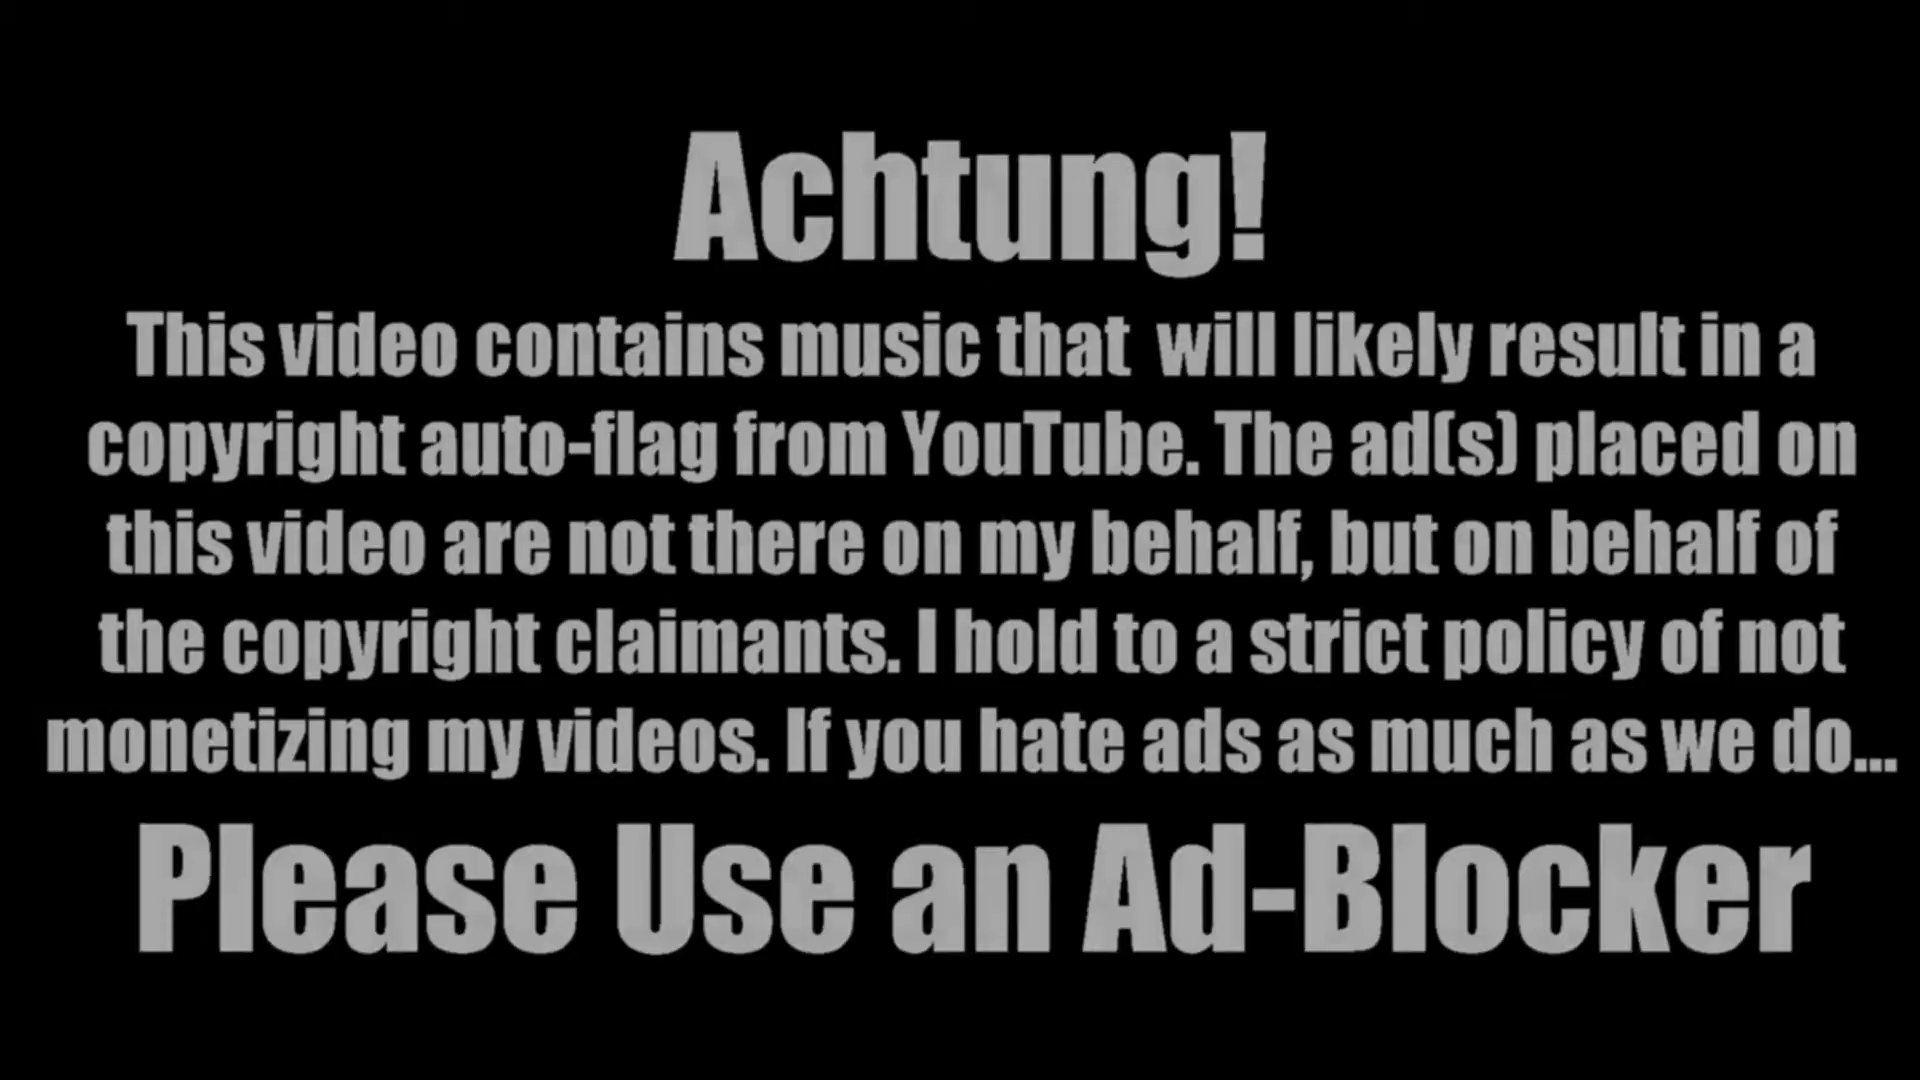 Achtung!
This video contains music that will likely result in a
copyright auto-flag from YouTube. The ad(s) placed on
this video are not there on my behalf, but on behalf of
the copyright claimants. I hold to a strict policy of not
monetizing my videos. If you hate ads as much as we do...
Please Use an Ad-Blocker